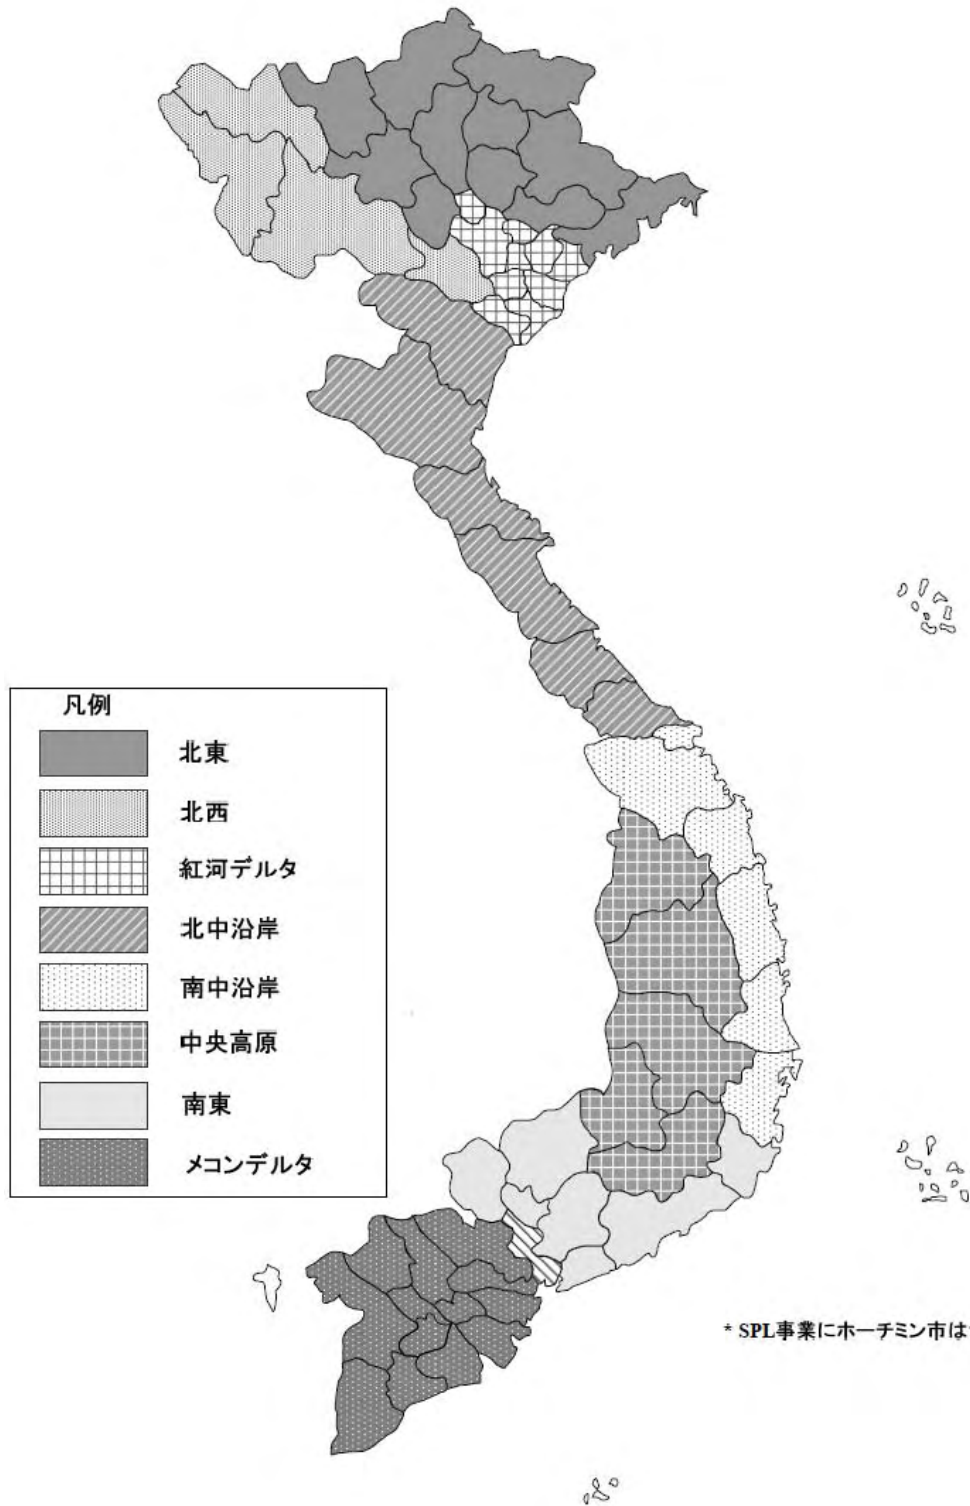 凡例
北東
北西
紅河デルタ
北中沿岸
南中沿岸
中央高原
南東
メコンデルタ
* SPL事業にホーチミン市は